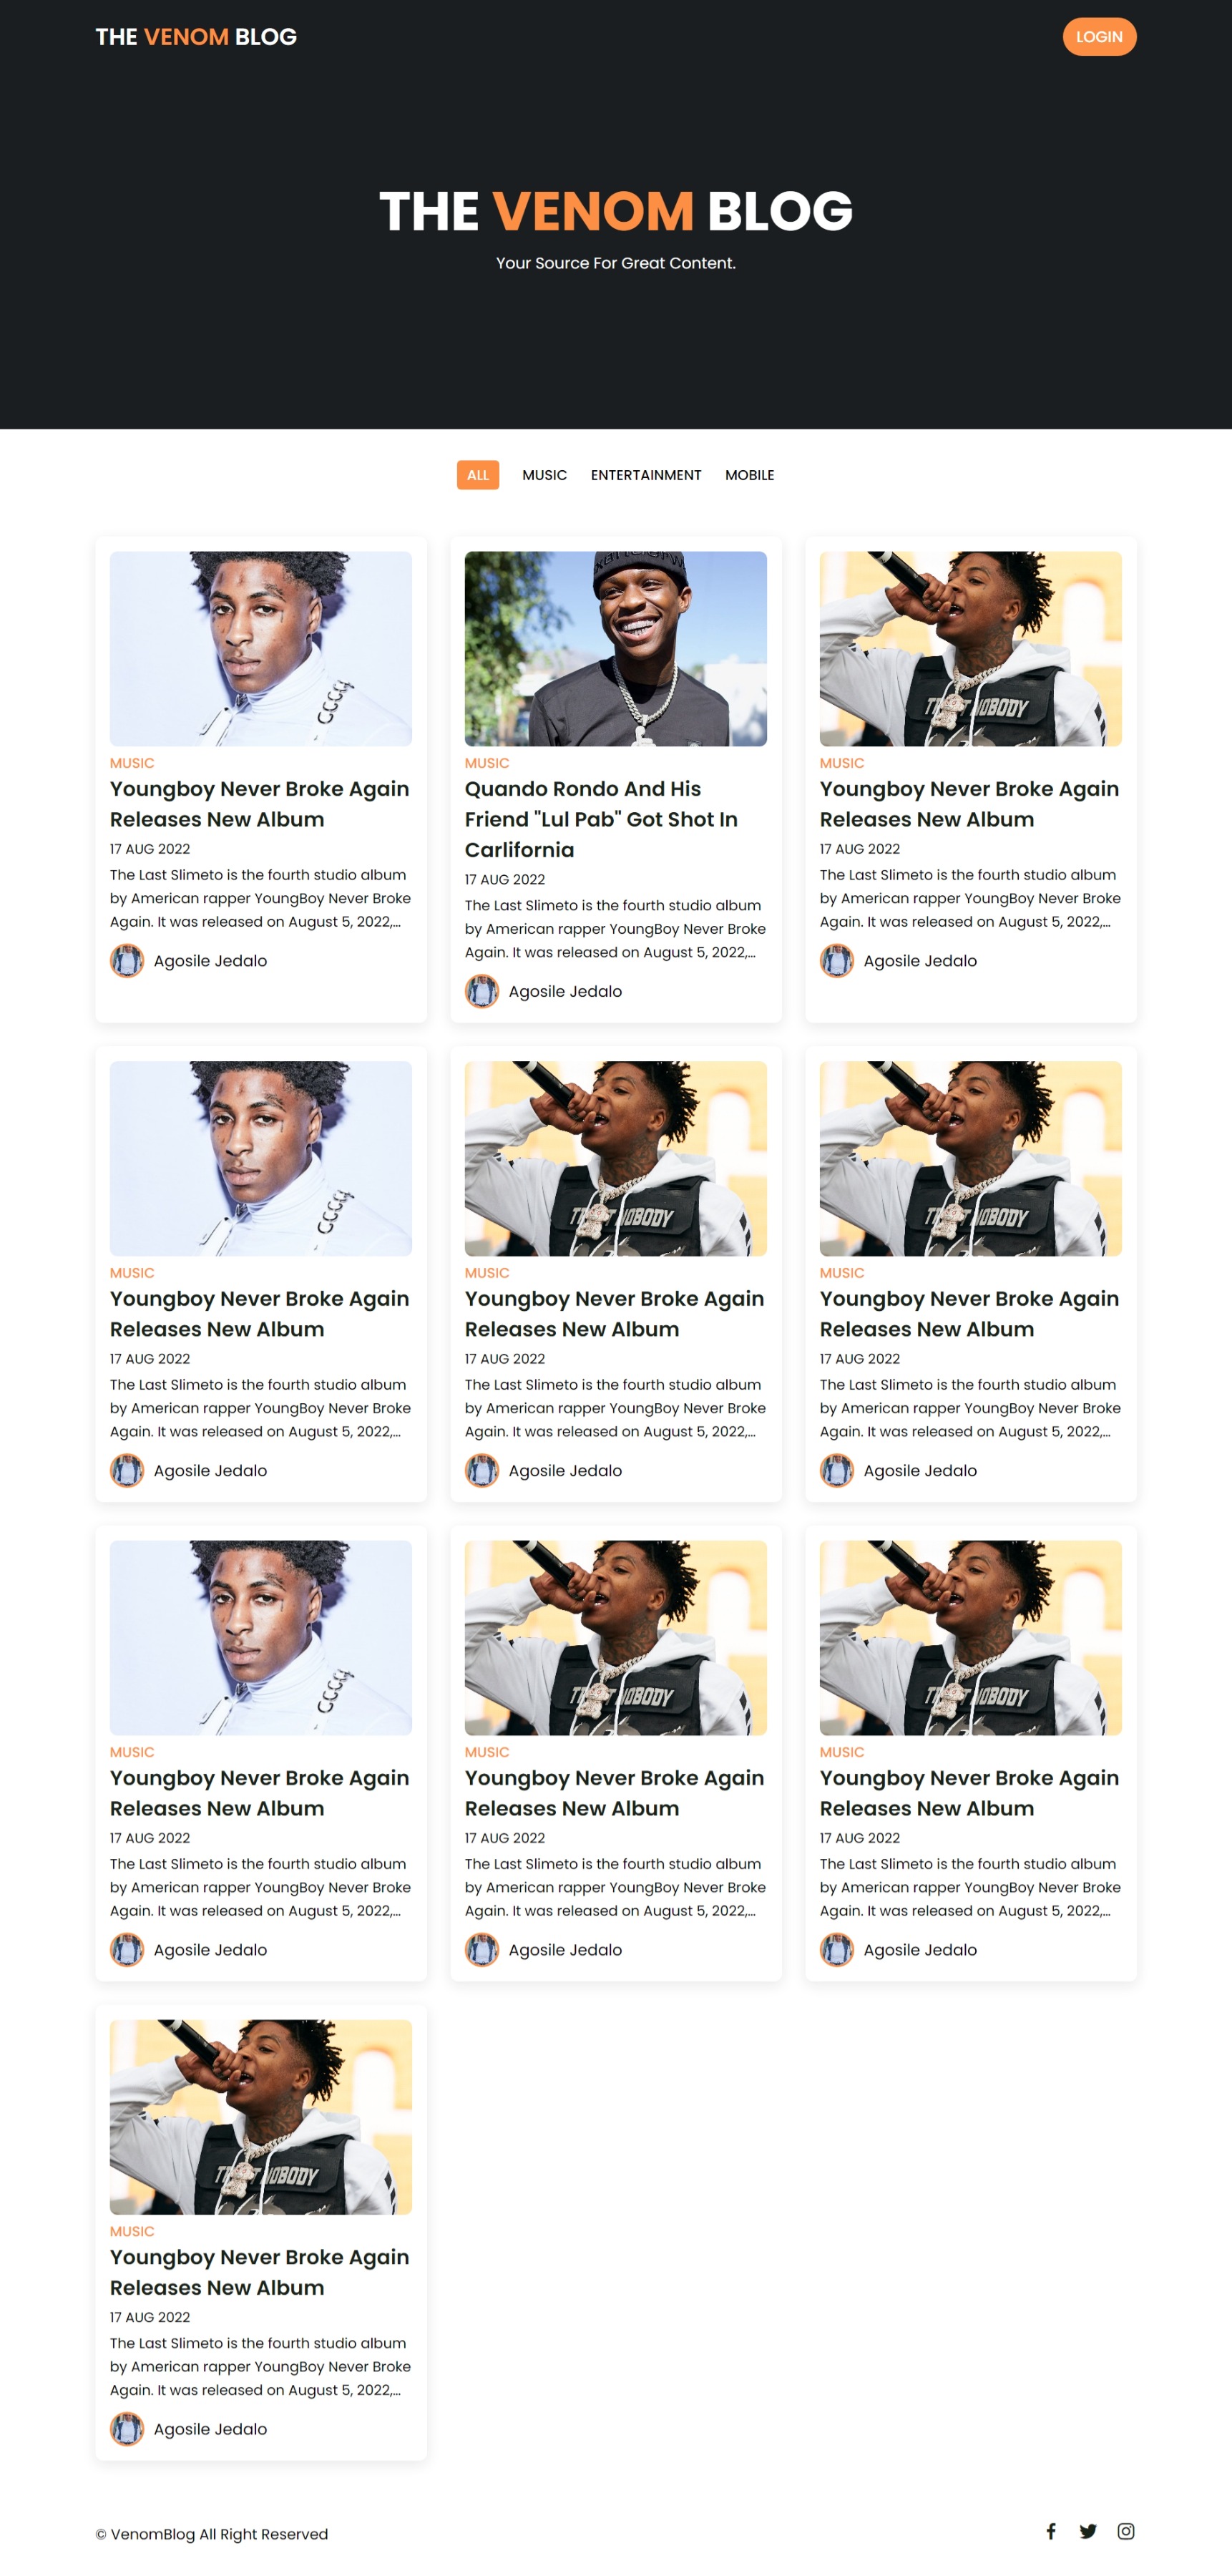 THE VENOM BLOG
LOGIN
THE VENOM BLOG
Your Source For Great Content.
ALL MUSIC ENTERTAINMENT MOBILE
MUSIC
Youngboy Never Broke Again
Releases New Album
17 AUG 2022
The Last Slimeto is the fourth studio album
by American rapper YoungBoy Never Broke
Again. It was released on August 5, 2022,...
Agosile Jedalo
MUSIC
Quando Rondo And His
Friend "Lul Pab" Got Shot In
Carlifornia
17 AUG 2022
The Last Slimeto is the fourth studio album
by American rapper YoungBoy Never Broke
Again. It was released on August 5, 2022,...
Agosile Jedalo
NOBODY
MUSIC
Youngboy Never Broke Again
Releases New Album
17 AUG 2022
The Last Slimeto is the fourth studio album
by American rapper YoungBoy Never Broke
Again. It was released on August 5, 2022,...
Agosile Jedalo
MUSIC
Youngboy Never Broke Again
Releases New Album
17 AUG 2022
The Last Slimeto is the fourth studio album
by American rapper YoungBoy Never Broke
Again. It was released on August 5, 2022,...
Agosile Jedalo
NOBODY
MUSIC
Youngboy Never Broke Again
Releases New Album
17 AUG 2022
The Last Slimeto is the fourth studio album
by American rapper YoungBoy Never Broke
Again. It was released on August 5, 2022,...
Agosile Jedalo
NOBODY
MUSIC
Youngboy Never Broke Again
Releases New Album
17 AUG 2022
The Last Slimeto is the fourth studio album
by American rapper YoungBoy Never Broke
Again. It was released on August 5, 2022,...
Agosile Jedalo
MUSIC
Youngboy Never Broke Again
Releases New Album
17 AUG 2022
The Last Slimeto is the fourth studio album
by American rapper YoungBoy Never Broke
Again. It was released on August 5, 2022,...
Agosile Jedalo
NOBODY
MUSIC
Youngboy Never Broke Again
Releases New Album
17 AUG 2022
The Last Slimeto is the fourth studio album
by American rapper YoungBoy Never Broke
Again. It was released on August 5, 2022,...
Agosile Jedalo
NOBODY
MUSIC
Youngboy Never Broke Again
Releases New Album
17 AUG 2022
The Last Slimeto is the fourth studio album
by American rapper YoungBoy Never Broke
Again. It was released on August 5, 2022,...
Agosile Jedalo
NOBODY
MUSIC
Youngboy Never Broke Again
Releases New Album
17 AUG 2022
The Last Slimeto is the fourth studio album
by American rapper YoungBoy Never Broke
Again. It was released on August 5, 2022,...
Agosile Jedalo
© VenomBlog All Right Reserved